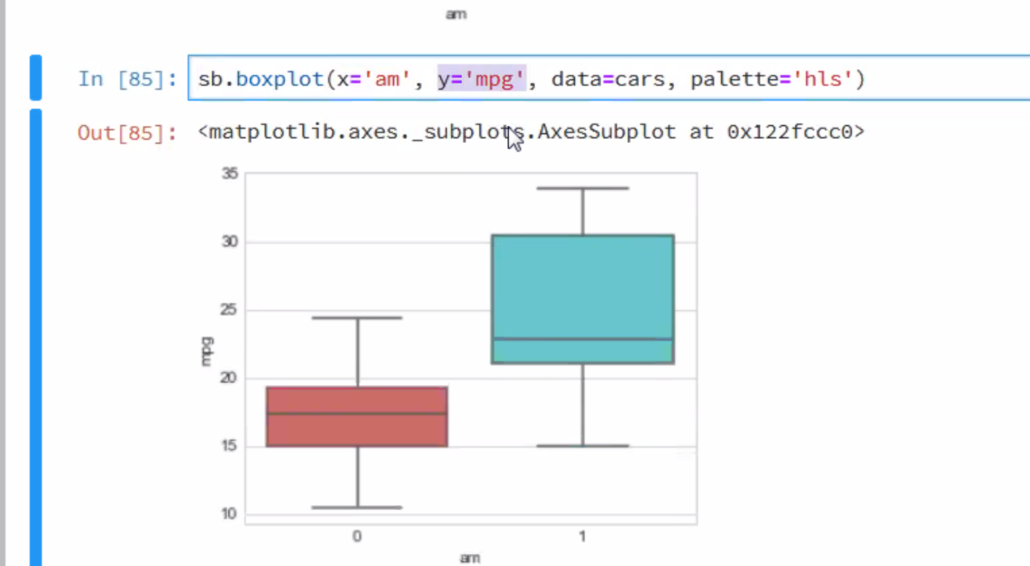 am
In [85]: sb.boxplot(x='am', y='mpg', data=cars, palette='hls')
Out[85]: <matplotlib.axes._subplots.AxesSubplot at 0x122fccc0>
35
30
25
20
15
10
mpg
0 1
am